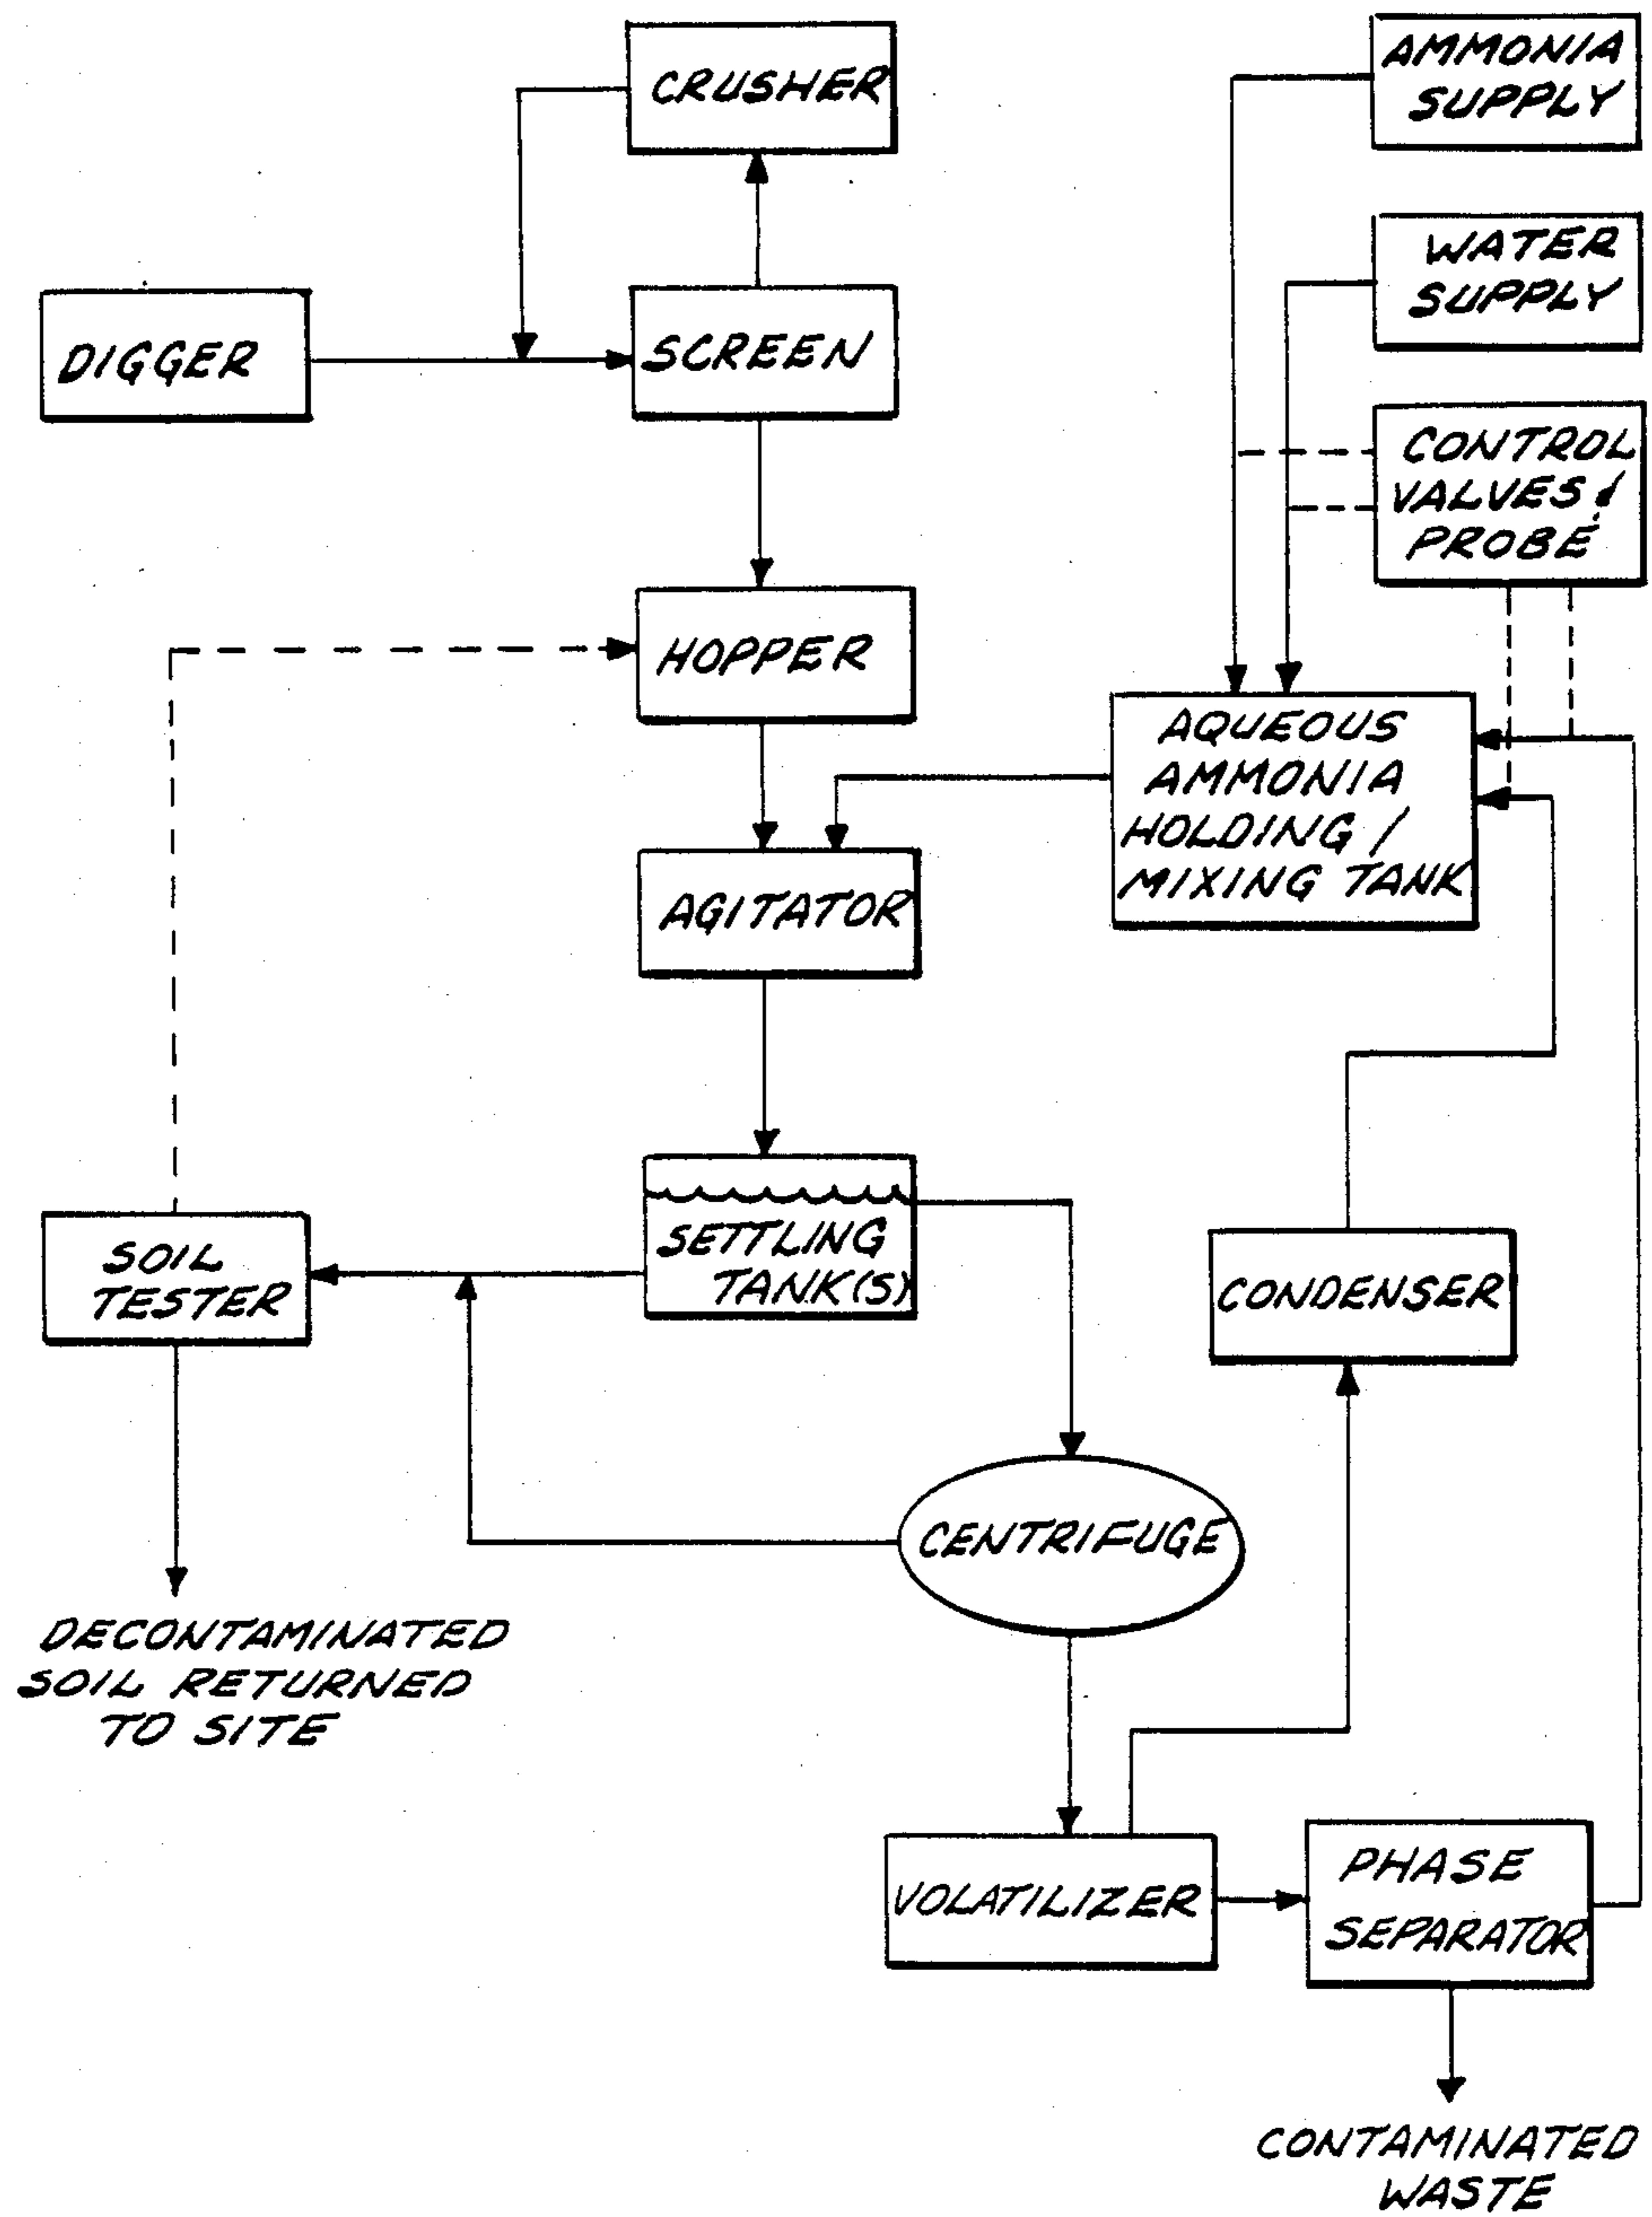 CRUSHER
AMMONIA
SUPPLY
WATER
SUPPLY
DIGGER
SCREEN
CONTROL
VALVES &
PROBE
HOPPER
AQUEOUS
AMMONIA
HOLDING /
MIXING TANK
AGITATOR
SETTLING
TANK(S)
SOIL
TESTER
CONDENSER
CENTRIFUGE
DECONTAMINATED
SOIL RETURNED
TO SITE
VOLATILIZER
PHASE
SEPARATOR
CONTAMINATED
WASTE